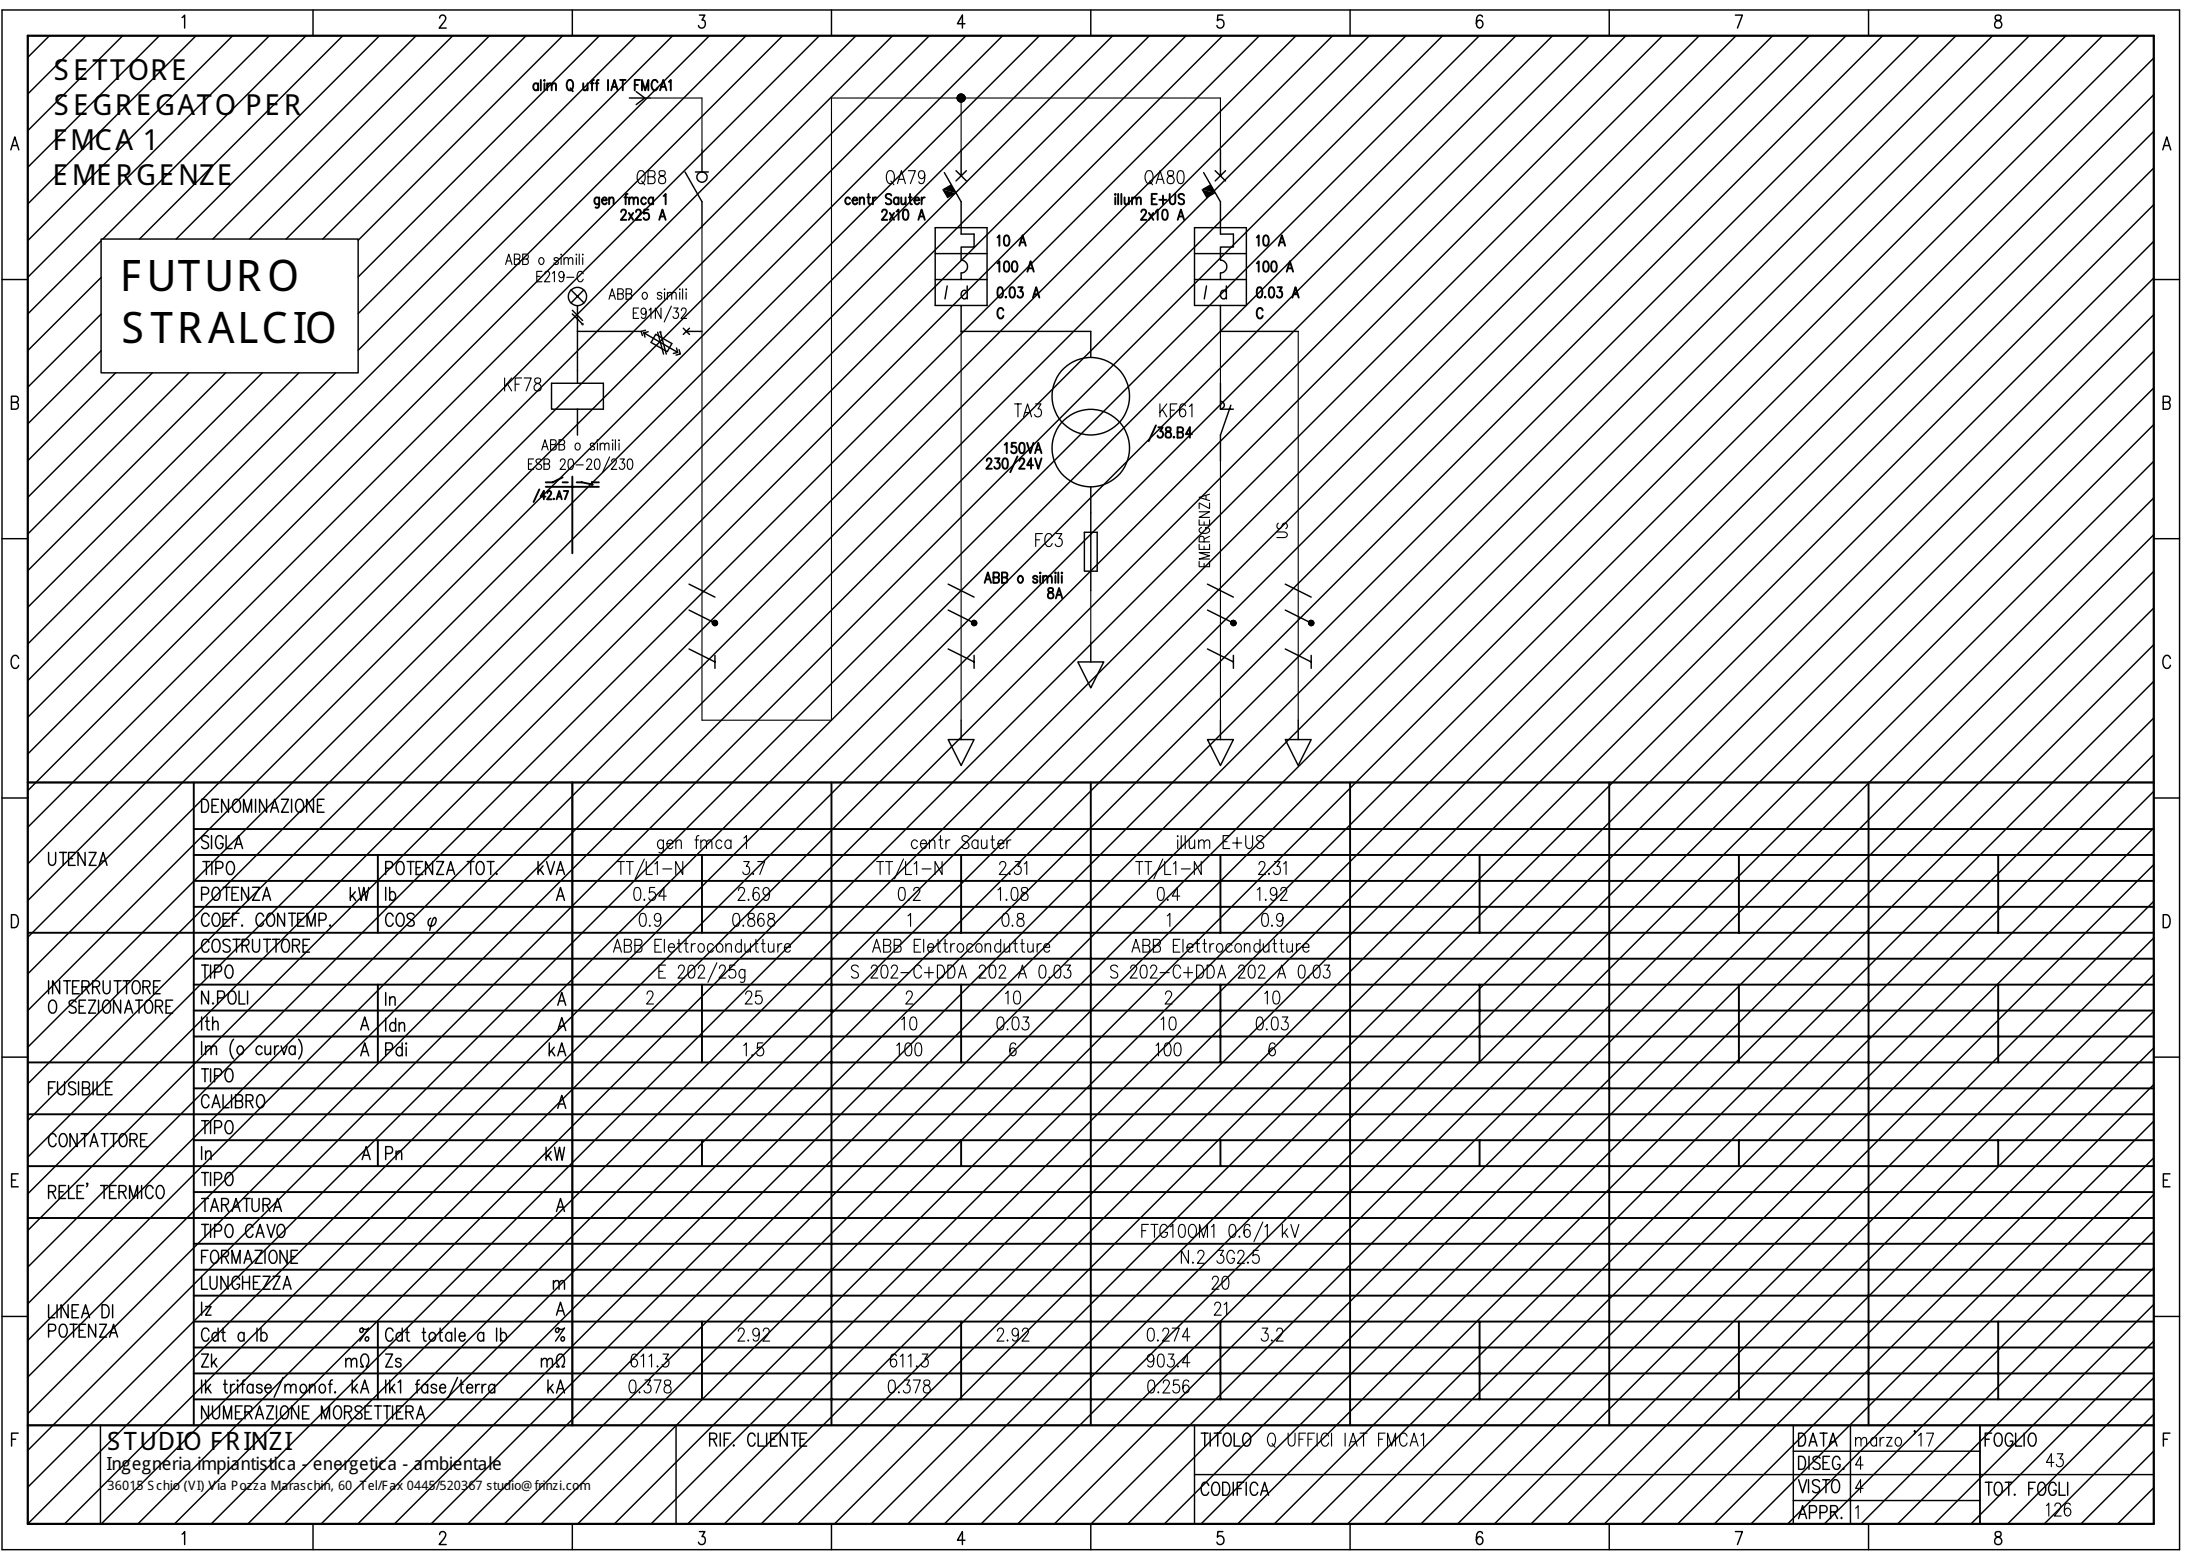 1 2 3 4 5 6 7 8
SETTORE
SEGREGATO PER
FMCA 1
EMERGENZE
FUTURO
STRALCIO
alim Q uff IAT FMCA1
A A
QB8
gen fmca 1
2x25 A
QA79
centr Sauter
2x10 A
QA80
illum E+US
2x10 A
10 A
100 A
0.03 A
C
I d
10 A
100 A
0.03 A
C
I d
ABB o simili
E219-C
ABB o simili
E91N/32
KF78
ABB o simili
ESB 20-20/230
/42.A7
B B
TA3
150VA
230/24V
KF61
/38.B4
EMERGENZA
US
FC3
ABB o simili
8A
C C
UTENZA
DENOMINAZIONE
SIGLA gen fmca 1 centr Sauter illum E+US
TIPO POTENZA TOT. kVA TT/L1-N 3.7 TT/L1-N 2.31 TT/L1-N 2.31
POTENZA kW Ib A 0.54 2.69 0.2 1.08 0.4 1.92
COEF. CONTEMP. COS φ 0.9 0.868 1 0.8 1 0.9
D D
INTERRUTTORE
O SEZIONATORE
COSTRUTTORE ABB Elettrocondutture ABB Elettrocondutture ABB Elettrocondutture
TIPO E 202/25g S 202-C+DDA 202 A 0,03 S 202-C+DDA 202 A 0,03
N.POLI In A 2 25 2 10 2 10
Ith A Idn A 10 0.03 10 0.03
Im (o curva) A Pdi kA 1.5 100 6 100 6
FUSIBILE
TIPO
CALIBRO A
CONTATTORE
TIPO
In A Pn kW
E E
RELE' TERMICO
TIPO
TARATURA A
LINEA DI
POTENZA
TIPO CAVO FTG10OM1 0.6/1 kV
FORMAZIONE N.2 3G2.5
LUNGHEZZA m 20
Iz A 21
Cdt a Ib % Cdt totale a Ib % 2.92 2.92 0.274 3.2
Zk mΩ Zs mΩ 611.3 611.3 903.4
Ik trifase/monof. kA Ik1 fase/terra kA 0.378 0.378 0.256
NUMERAZIONE MORSETTIERA
F F
STUDIO FRINZI
Ingegneria impiantistica - energetica - ambientale
36015 Schio (VI) Via Pozza Maraschin, 60 Tel/Fax 0445/520367 studio@frinzi.com
RIF. CLIENTE
TITOLO Q UFFICI IAT FMCA1
CODIFICA
DATA marzo '17
DISEG. 4
VISTO 4
APPR. 1
FOGLIO
43
TOT. FOGLI
126
1 2 3 4 5 6 7 8